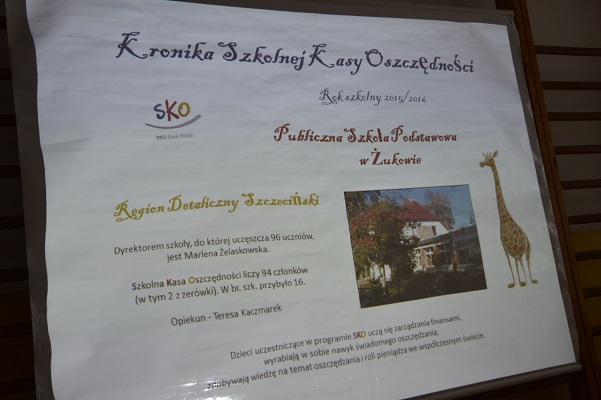 Kronika Szkolnej Kasy Oszczędności
Rok szkolny 2015/2016
SKO
PKO Bank Polski
Publiczna Szkoła Podstawowa
w Żukowie
Region Detaliczny Szczeciński
Dyrektorem szkoły, do której uczęszcza 96 uczniów,
jest Marlena Żelaskowska.
Szkolna Kasa Oszczędności liczy 94 członków
(w tym 2 z zerówki). W br. szk. przybyło 16.
Opiekun - Teresa Kaczmarek
Dzieci uczestniczące w programie SKO uczą się zarządzania finansami,
wyrabiają w sobie nawyk świadomego oszczędzania,
zdobywają wiedzę na temat oszczędzania i roli pieniądza we współczesnym świecie.